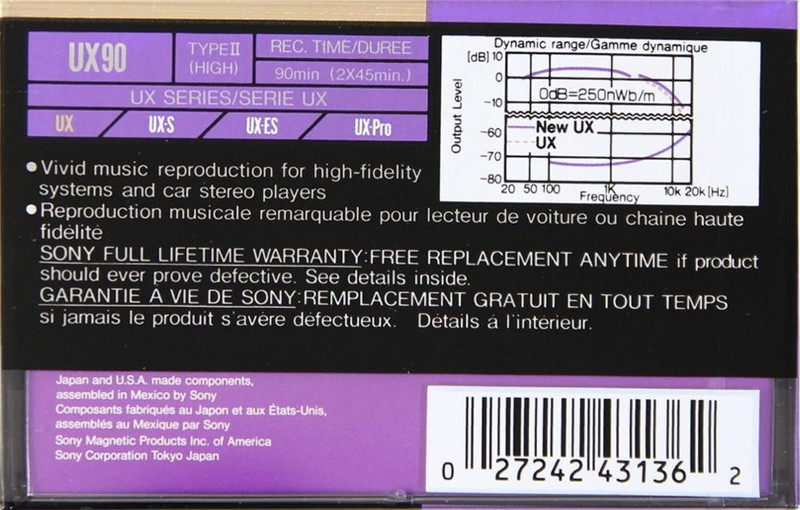 UX90
TYPEⅡ
(HIGH)
REC. TIME/DUREE
90min (2X45min.)
UX SERIES/SERIE UX
UX UX-S UX-ES UX-Pro
Dynamic range/Gamme dynamique
[dB] 10
0
-10
-60
-70
-80
Output Level
0dB=250nWb/m
New UX
UX
20 50 100 1K 10k 20k [Hz]
Frequency
•Vivid music reproduction for high-fidelity
systems and car stereo players
•Reproduction musicale remarquable pour lecteur de voiture ou chaine haute
fidélité
SONY FULL LIFETIME WARRANTY:FREE REPLACEMENT ANYTIME if product
should ever prove defective. See details inside.
GARANTIE À VIE DE SONY:REMPLACEMENT GRATUIT EN TOUT TEMPS
si jamais le produit s'avère défectueux. Détails à l'intérieur.
Japan and U.S.A. made components,
assembled in Mexico by Sony
Composants fabriqués au Japon et aux États-Unis,
assemblés au Mexique par Sony
Sony Magnetic Products Inc. of America
Sony Corporation Tokyo Japan
0 27242 43136 2